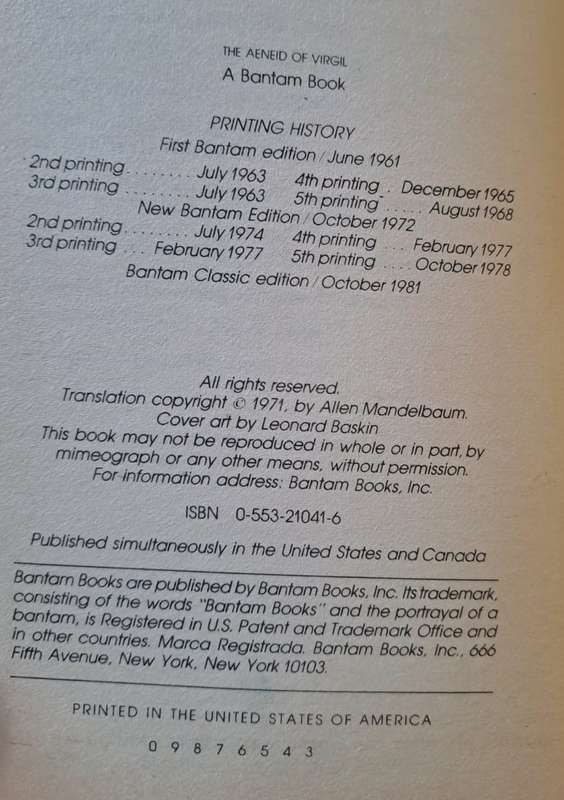 THE AENEID OF VIRGIL
A Bantam Book
PRINTING HISTORY
First Bantam edition / June 1961
2nd printing . . . . . . . . July 1963 4th printing . December 1965
3rd printing . . . . . . . . July 1963 5th printing . . . . . . August 1968
New Bantam Edition / October 1972
2nd printing . . . . . . . . July 1974 4th printing . . . February 1977
3rd printing . . . February 1977 5th printing . . . . October 1978
Bantam Classic edition / October 1981
All rights reserved.
Translation copyright © 1971, by Allen Mandelbaum.
Cover art by Leonard Baskin
This book may not be reproduced in whole or in part, by
mimeograph or any other means, without permission.
For information address: Bantam Books, Inc.
ISBN 0-553-21041-6
Published simultaneously in the United States and Canada
Bantam Books are published by Bantam Books, Inc. Its trademark,
consisting of the words "Bantam Books" and the portrayal of a
bantam, is Registered in U.S. Patent and Trademark Office and
in other countries. Marca Registrada. Bantam Books, Inc., 666
Fifth Avenue, New York, New York 10103.
PRINTED IN THE UNITED STATES OF AMERICA
0 9 8 7 6 5 4 3